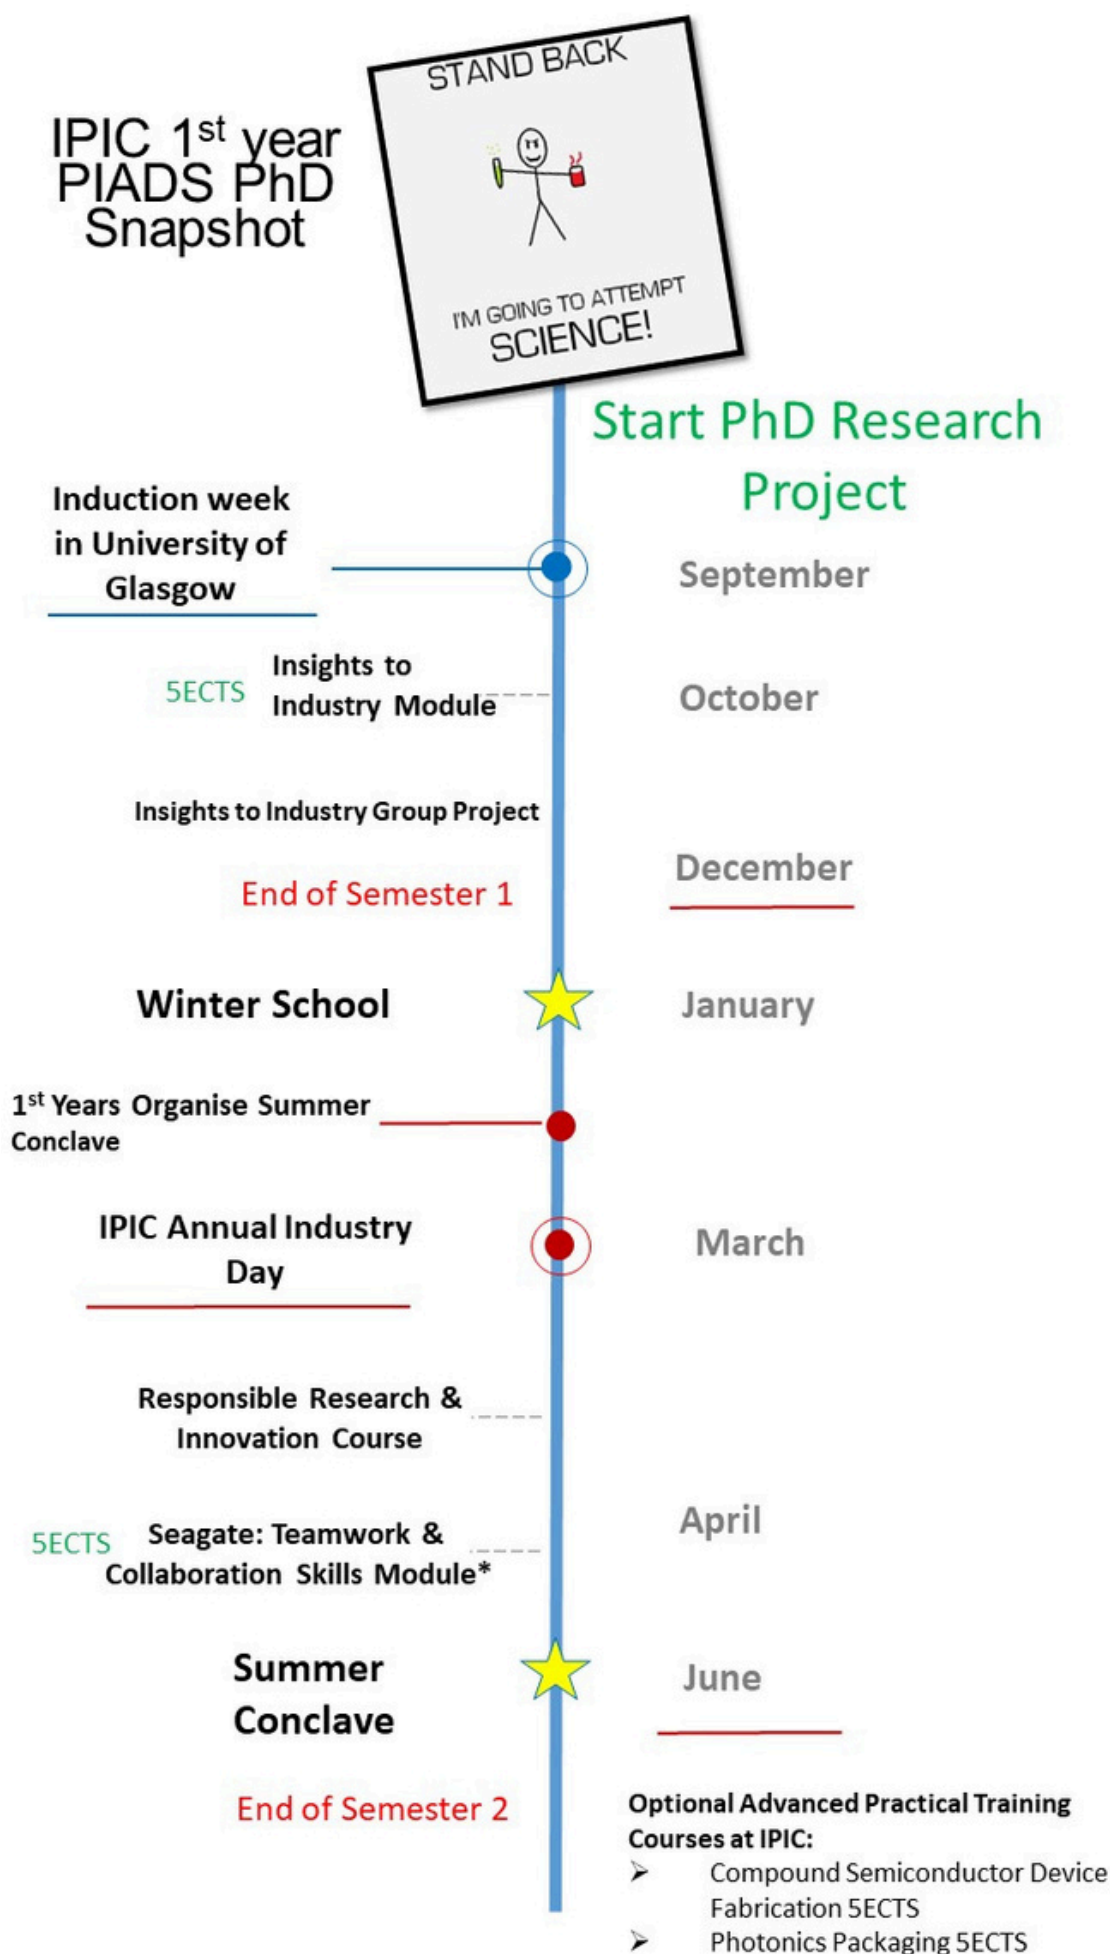 IPIC 1st year
PIADS PhD
Snapshot
STAND BACK
I'M GOING TO ATTEMPT
SCIENCE!
Start PhD Research
Project
Induction week
in University of
Glasgow
September
5ECTS
Insights to
Industry Module
October
Insights to Industry Group Project
December
End of Semester 1
Winter School
January
1st Years Organise Summer
Conclave
IPIC Annual Industry
Day
March
Responsible Research &
Innovation Course
April
5ECTS
Seagate: Teamwork &
Collaboration Skills Module*
Summer
Conclave
June
End of Semester 2
Optional Advanced Practical Training
Courses at IPIC:
➢ Compound Semiconductor Device
Fabrication 5ECTS
➢ Photonics Packaging 5ECTS